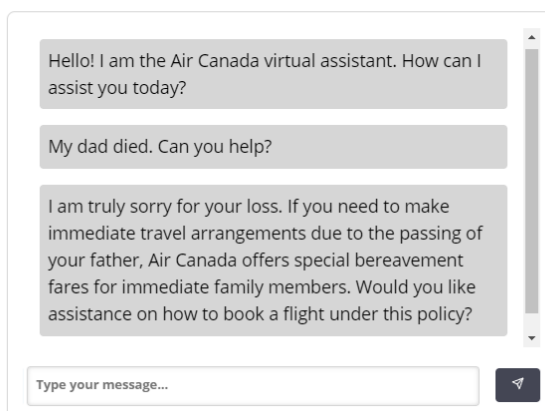 Hello! I am the Air Canada virtual assistant. How can I
assist you today?
My dad died. Can you help?
I am truly sorry for your loss. If you need to make
immediate travel arrangements due to the passing of
your father, Air Canada offers special bereavement
fares for immediate family members. Would you like
assistance on how to book a flight under this policy?
Type your message...